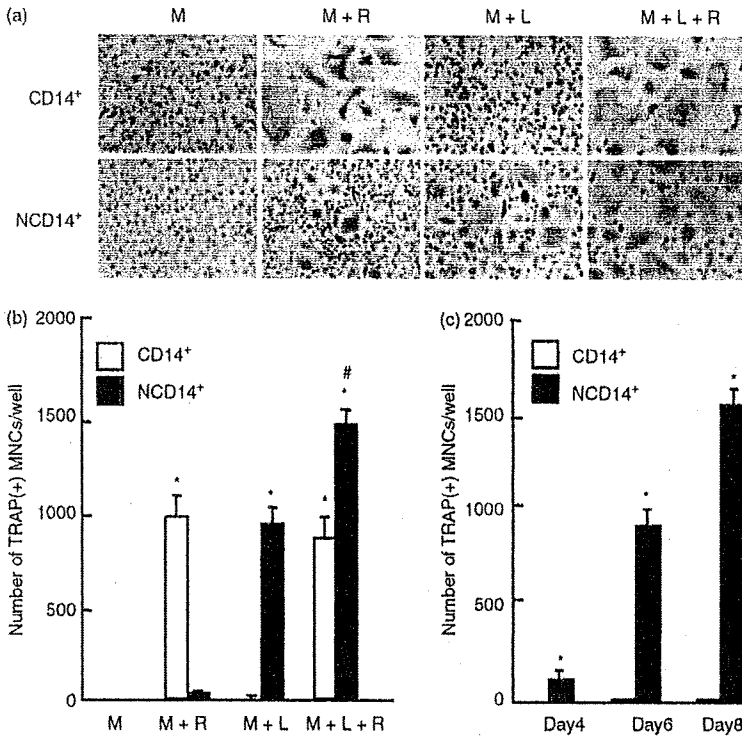 (a)
M
M + R
M + L
M + L + R
CD14⁺
NCD14⁺
(b)
2000
1500
1000
500
0
Number of TRAP(+) MNCs/well
CD14⁺
NCD14⁺
*
*
*
#
*
M
M + R
M + L
M + L + R
(c)
2000
1500
1000
500
0
Number of TRAP(+) MNCs/well
CD14⁺
NCD14⁺
*
*
*
Day4
Day6
Day8